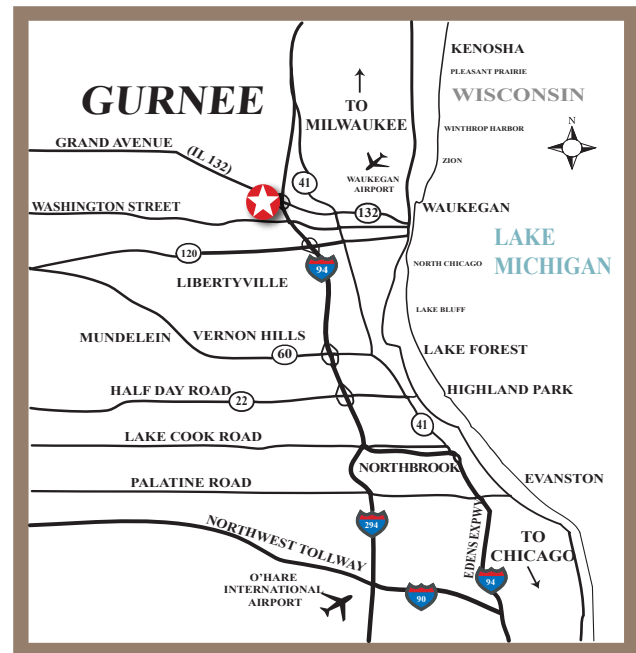 KENOSHA
PLEASANT PRAIRIE
GURNEE
WISCONSIN
TO
MILWAUKEE
N
WINTHROP HARBOR
GRAND AVENUE
(IL 132)
ZION
41
WAUKEGAN
AIRPORT
WASHINGTON STREET
132
WAUKEGAN
120
LAKE
MICHIGAN
94
NORTH CHICAGO
LIBERTYVILLE
LAKE BLUFF
MUNDELEIN
VERNON HILLS
60
LAKE FOREST
HALF DAY ROAD
22
HIGHLAND PARK
41
LAKE COOK ROAD
NORTHBROOK
EVANSTON
PALATINE ROAD
294
NORTHWEST TOLLWAY
EDENS EXPWY
TO
CHICAGO
O'HARE
INTERNATIONAL
AIRPORT
94
90